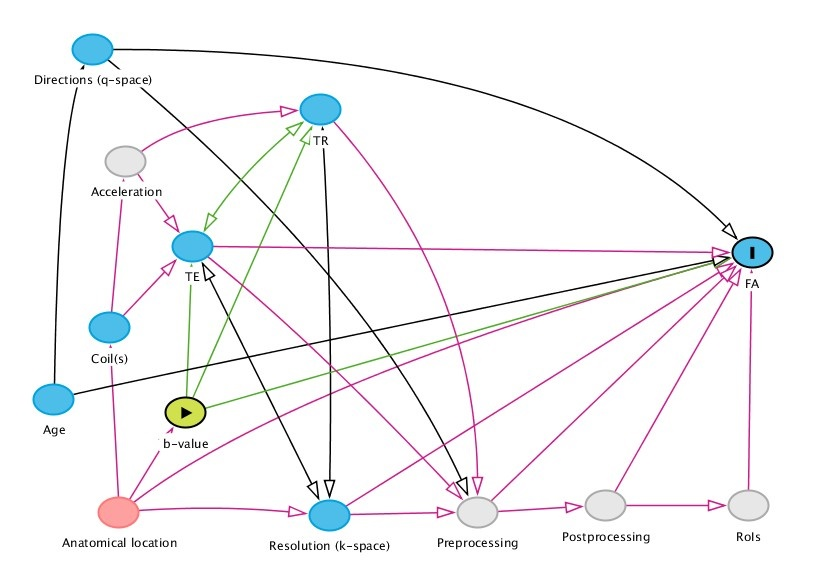 Directions (q-space)
TR
Acceleration
TE
FA
Coil(s)
Age
b-value
Anatomical location
Resolution (k-space)
Preprocessing
Postprocessing
RoIs